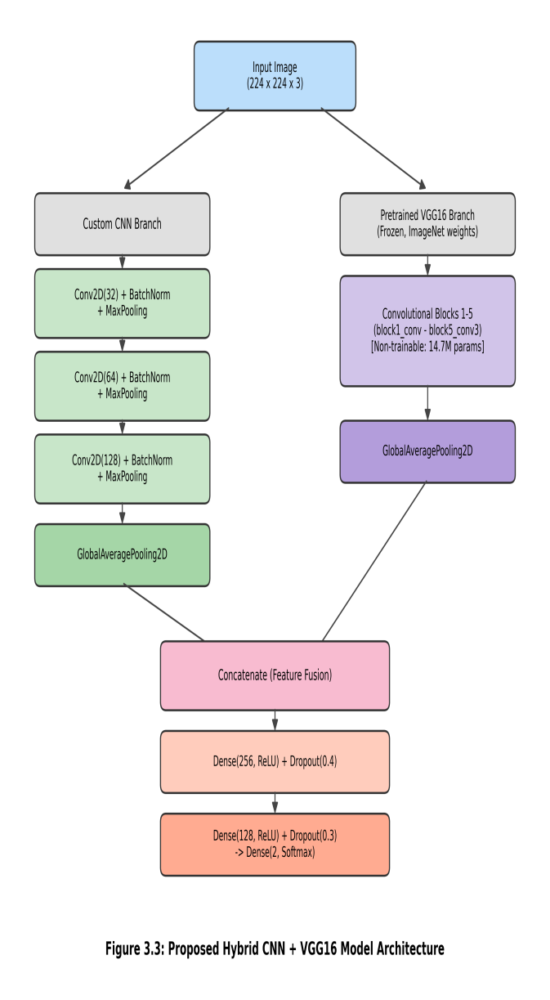 Input Image
(224 x 224 x 3)
Custom CNN Branch
Pretrained VGG16 Branch
(Frozen, ImageNet weights)
Conv2D(32) + BatchNorm
+ MaxPooling
Convolutional Blocks 1-5
(block1_conv - block5_conv3)
[Non-trainable: 14.7M params]
Conv2D(64) + BatchNorm
+ MaxPooling
Conv2D(128) + BatchNorm
+ MaxPooling
GlobalAveragePooling2D
GlobalAveragePooling2D
Concatenate (Feature Fusion)
Dense(256, ReLU) + Dropout(0.4)
Dense(128, ReLU) + Dropout(0.3)
-> Dense(2, Softmax)
Figure 3.3: Proposed Hybrid CNN + VGG16 Model Architecture